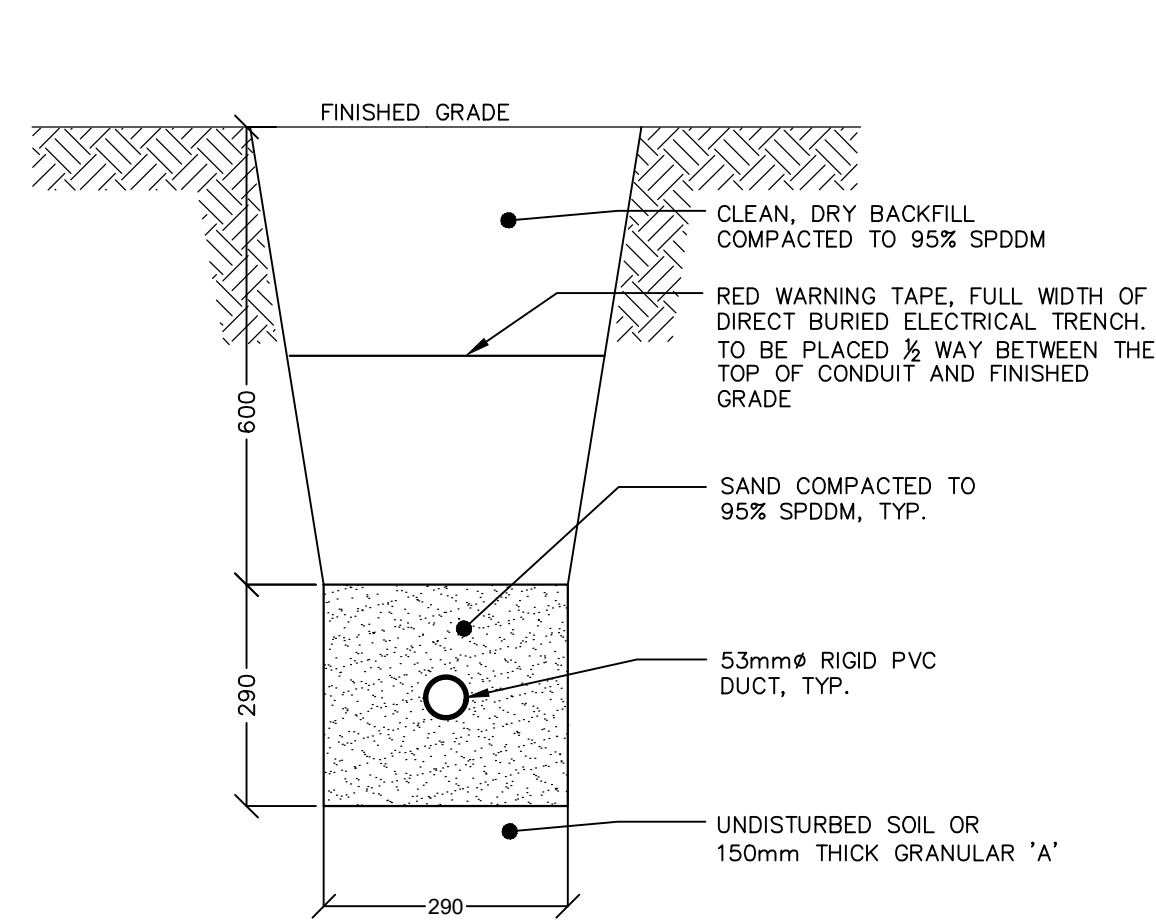 FINISHED GRADE
CLEAN, DRY BACKFILL
COMPACTED TO 95% SPDDM
RED WARNING TAPE, FULL WIDTH OF
DIRECT BURIED ELECTRICAL TRENCH.
TO BE PLACED ½ WAY BETWEEN THE
TOP OF CONDUIT AND FINISHED
GRADE
600
SAND COMPACTED TO
95% SPDDM, TYP.
53mmø RIGID PVC
DUCT, TYP.
290
UNDISTURBED SOIL OR
150mm THICK GRANULAR 'A'
290